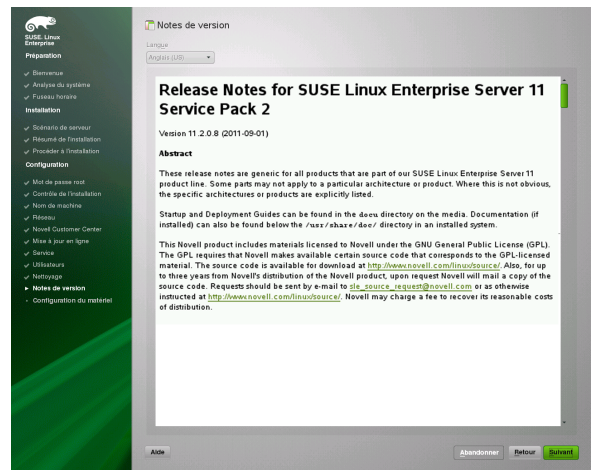 SUSE. Linux
Enterprise
Préparation
Bienvenue
Analyse du système
Fuseau horaire
Installation
Scénario de serveur
Résumé de l'installation
Procéder à l'installation
Configuration
Mot de passe root
Contrôle de l'installation
Nom de machine
Réseau
Novell Customer Center
Mise à jour en ligne
Service
Utilisateurs
Nettoyage
Notes de version
Configuration du matériel
Notes de version
Langue
Anglais (US)
Release Notes for SUSE Linux Enterprise Server 11
Service Pack 2
Version 11.2.0.8 (2011-09-01)
Abstract
These release notes are generic for all products that are part of our SUSE Linux Enterprise Server 11
product line. Some parts may not apply to a particular architecture or product. Where this is not obvious,
the specific architectures or products are explicitly listed.
Startup and Deployment Guides can be found in the docu directory on the media. Documentation (if
installed) can also be found below the /usr/share/doc/ directory in an installed system.
This Novell product includes materials licensed to Novell under the GNU General Public License (GPL).
The GPL requires that Novell makes available certain source code that corresponds to the GPL-licensed
material. The source code is available for download at http://www.novell.com/linux/source/. Also, for up
to three years from Novell's distribution of the Novell product, upon request Novell will mail a copy of the
source code. Requests should be sent by e-mail to sle_source_request@novell.com or as otherwise
instructed at http://www.novell.com/linux/source/. Novell may charge a fee to recover its reasonable costs
of distribution.
Aide
Abandonner
Retour
Suivant